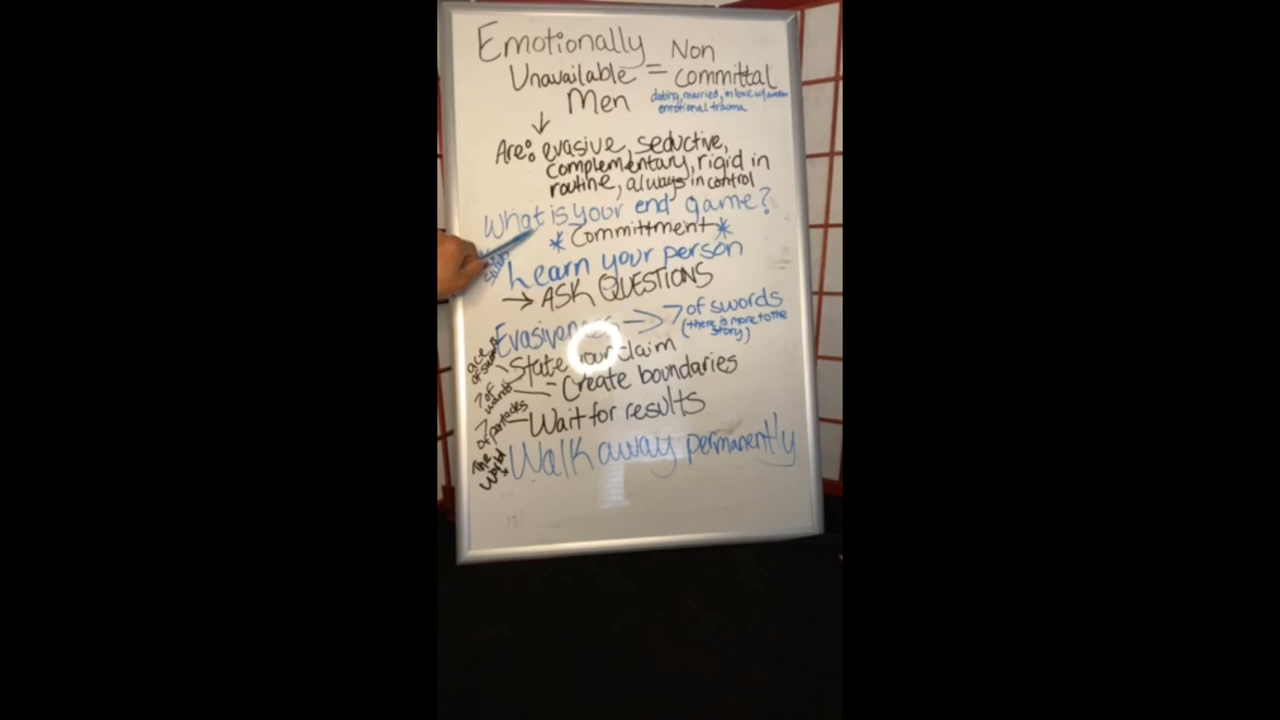 Emotionally
Unavailable = Non committal
Men
dating, married, in love w/
emotional trauma
↓
Are: evasive, seductive,
complementary, rigid in
routine, always in control
What is your end game?
* Committment *
Learn your person
→ ASK QUESTIONS
Evasiveness → 7 of swords
(there is more to the
story)
ace of swords - State your claim
7 of wands - Create boundaries
7 of pentacles - Wait for results
The World * Walk away permanently